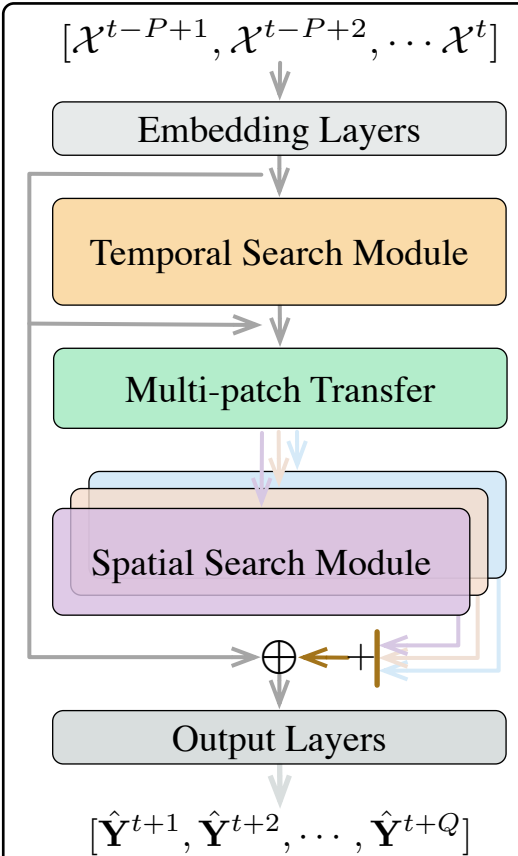 [𝒳^{t−P+1}, 𝒳^{t−P+2}, ⋯ 𝒳^{t}]
Embedding Layers
Temporal Search Module
Multi-patch Transfer
Spatial Search Module
⊕ +
Output Layers
[Ŷ^{t+1}, Ŷ^{t+2}, ⋯ , Ŷ^{t+Q}]